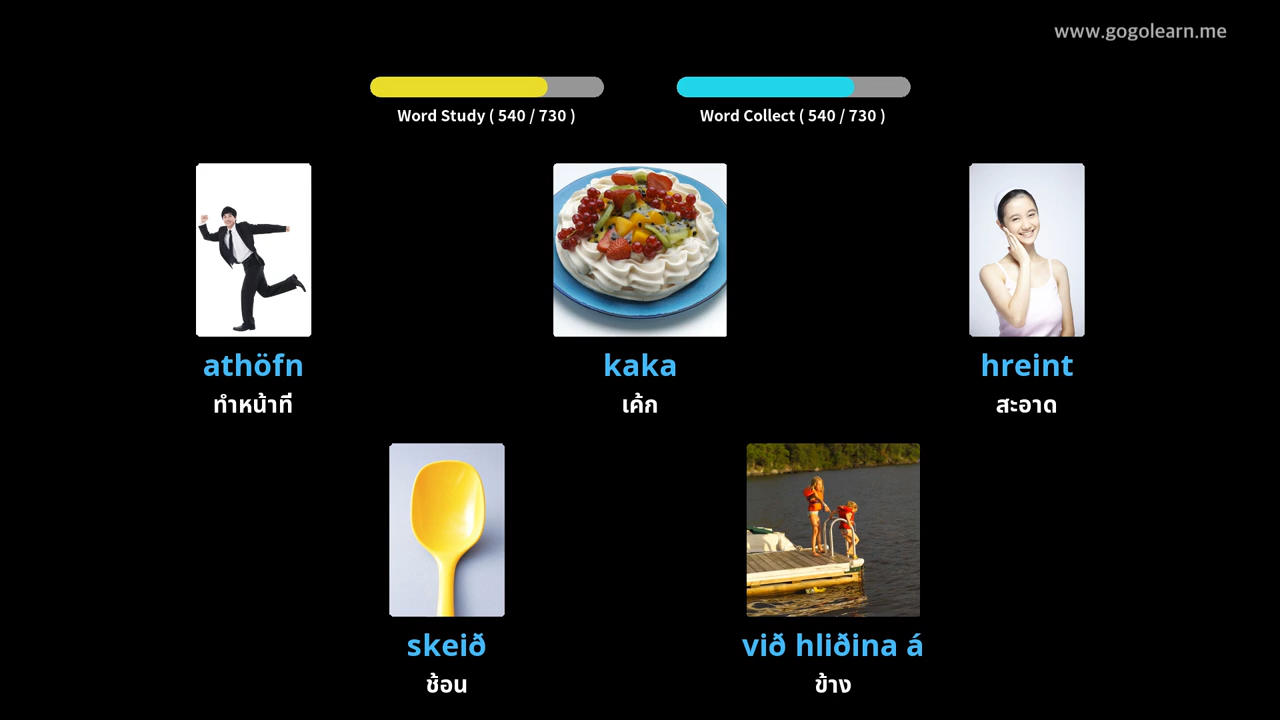 www.gogolearn.me
Word Study ( 540 / 730 )
Word Collect ( 540 / 730 )
athöfn
ทำหน้าที่
kaka
เค้ก
hreint
สะอาด
skeið
ช้อน
við hliðina á
ข้าง